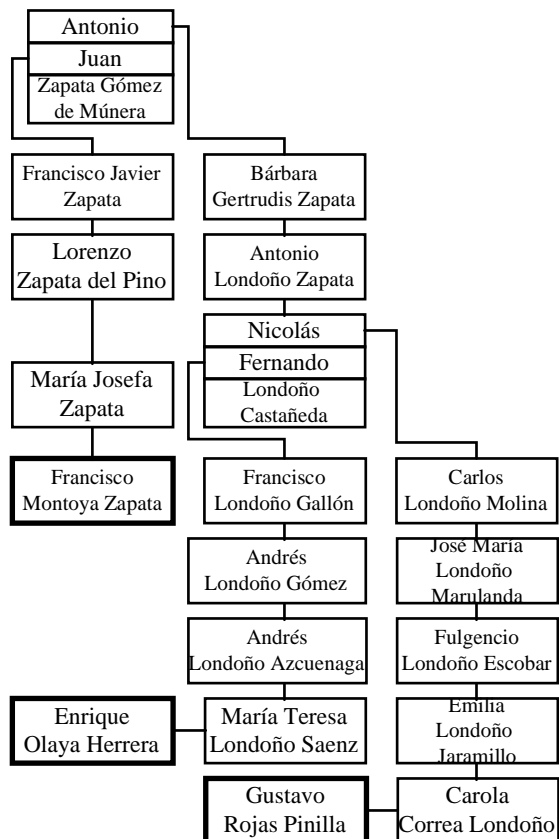 Antonio
Juan
Zapata Gómez
de Múnera
Francisco Javier
Zapata
Bárbara
Gertrudis Zapata
Lorenzo
Zapata del Pino
Antonio
Londoño Zapata
Nicolás
Fernando
Londoño
Castañeda
María Josefa
Zapata
Francisco
Montoya Zapata
Francisco
Londoño Gallón
Carlos
Londoño Molina
Andrés
Londoño Gómez
José María
Londoño
Marulanda
Andrés
Londoño Azcuenaga
Fulgencio
Londoño Escobar
Enrique
Olaya Herrera
María Teresa
Londoño Saenz
Emilia
Londoño
Jaramillo
Gustavo
Rojas Pinilla
Carola
Correa Londoño